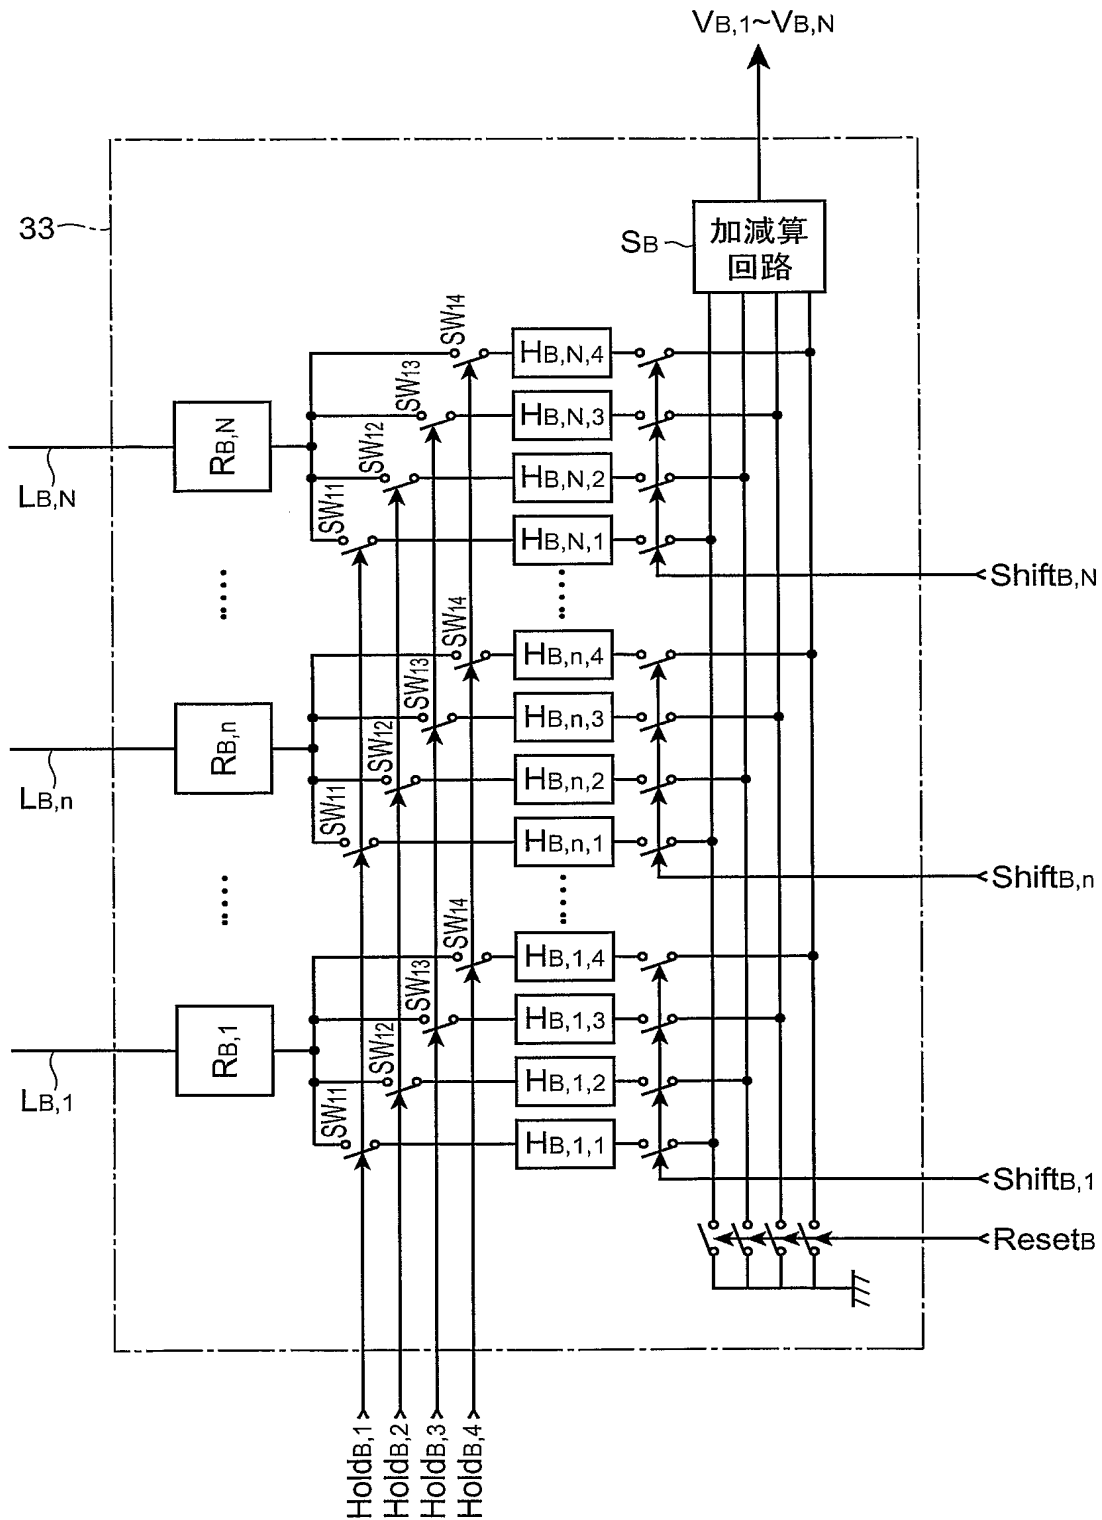 VB,1~VB,N
33
SB
加減算
回路
SW14
HB,N,4
SW13
HB,N,3
RB,N
SW12
HB,N,2
LB,N
SW11
HB,N,1
ShiftB,N
SW14
HB,n,4
SW13
HB,n,3
RB,n
SW12
HB,n,2
LB,n
SW11
HB,n,1
ShiftB,n
SW14
HB,1,4
SW13
HB,1,3
RB,1
SW12
HB,1,2
LB,1
SW11
HB,1,1
ShiftB,1
ResetB
HoldB,1
HoldB,2
HoldB,3
HoldB,4